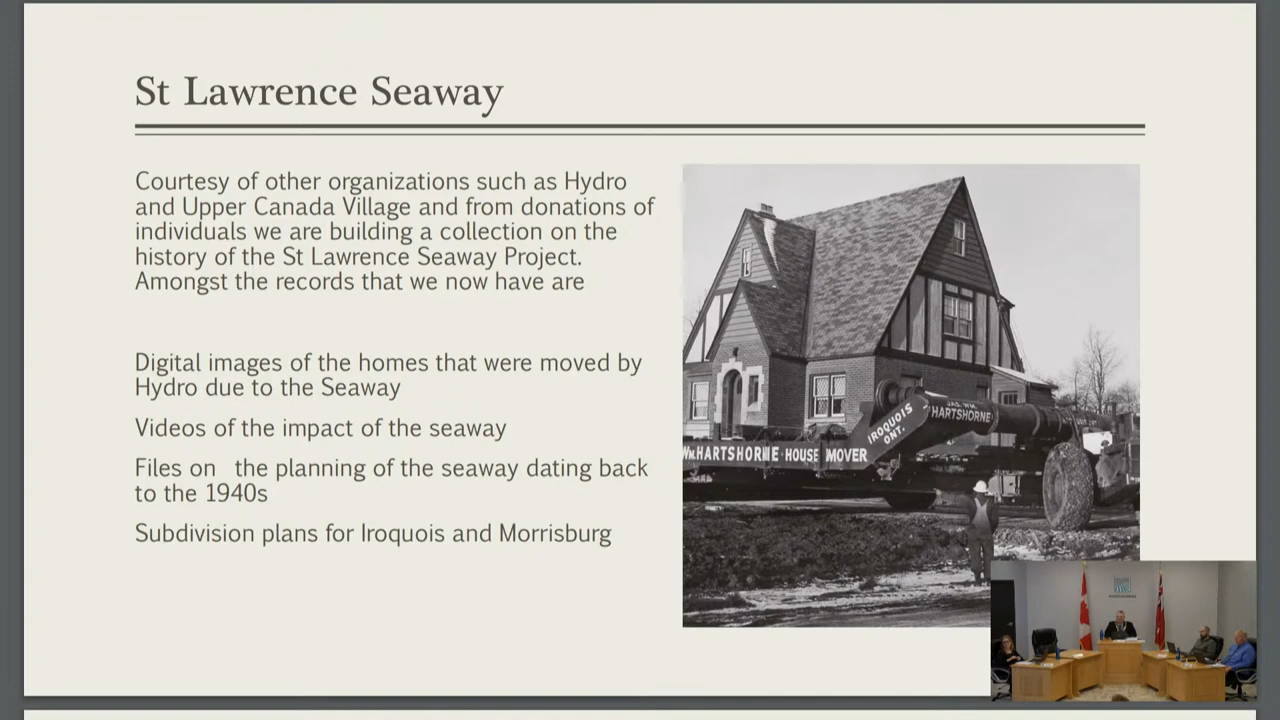 St Lawrence Seaway
Courtesy of other organizations such as Hydro
and Upper Canada Village and from donations of
individuals we are building a collection on the
history of the St Lawrence Seaway Project.
Amongst the records that we now have are
Digital images of the homes that were moved by
Hydro due to the Seaway
Videos of the impact of the seaway
Files on the planning of the seaway dating back
to the 1940s
Subdivision plans for Iroquois and Morrisburg
JAS. WM.
HARTSHORNE
IROQUOIS
ONT.
WM. HARTSHORNE HOUSE MOVER